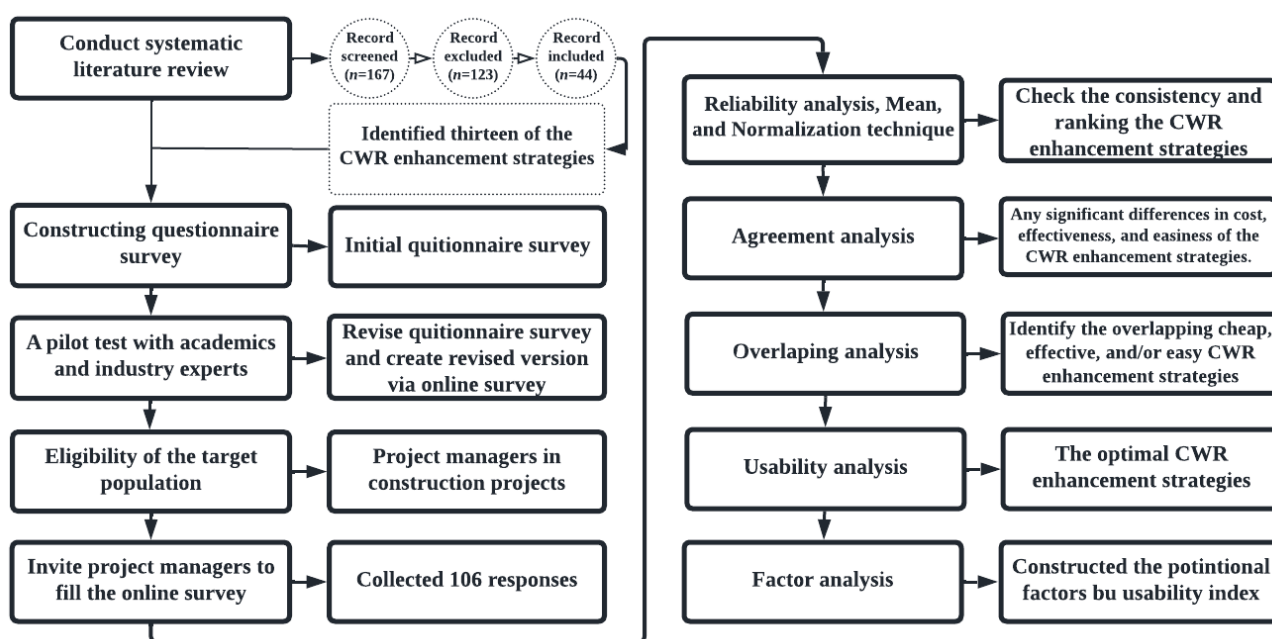 Conduct systematic
literature review
Record
screened
(n=167)
Record
excluded
(n=123)
Record
included
(n=44)
Identified thirteen of the
CWR enhancement strategies
Constructing questionnaire
survey
Initial quitionnaire survey
A pilot test with academics
and industry experts
Revise quitionnaire survey
and create revised version
via online survey
Eligibility of the target
population
Project managers in
construction projects
Invite project managers to
fill the online survey
Collected 106 responses
Reliability analysis, Mean,
and Normalization technique
Check the consistency and
ranking the CWR
enhancement strategies
Agreement analysis
Any significant differences in cost,
effectiveness, and easiness of the
CWR enhancement strategies.
Overlaping analysis
Identify the overlapping cheap,
effective, and/or easy CWR
enhancement strategies
Usability analysis
The optimal CWR
enhancement strategies
Factor analysis
Constructed the potintional
factors bu usability index